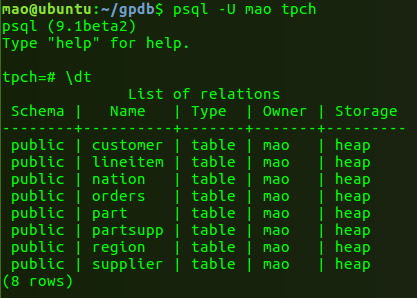 mao@ubuntu:~/gpdb$ psql -U mao tpch
psql (9.1beta2)
Type "help" for help.

tpch=# \dt
              List of relations
 Schema |   Name   | Type  | Owner | Storage
--------+----------+-------+-------+---------
 public | customer | table | mao   | heap
 public | lineitem | table | mao   | heap
 public | nation   | table | mao   | heap
 public | orders   | table | mao   | heap
 public | part     | table | mao   | heap
 public | partsupp | table | mao   | heap
 public | region   | table | mao   | heap
 public | supplier | table | mao   | heap
(8 rows)